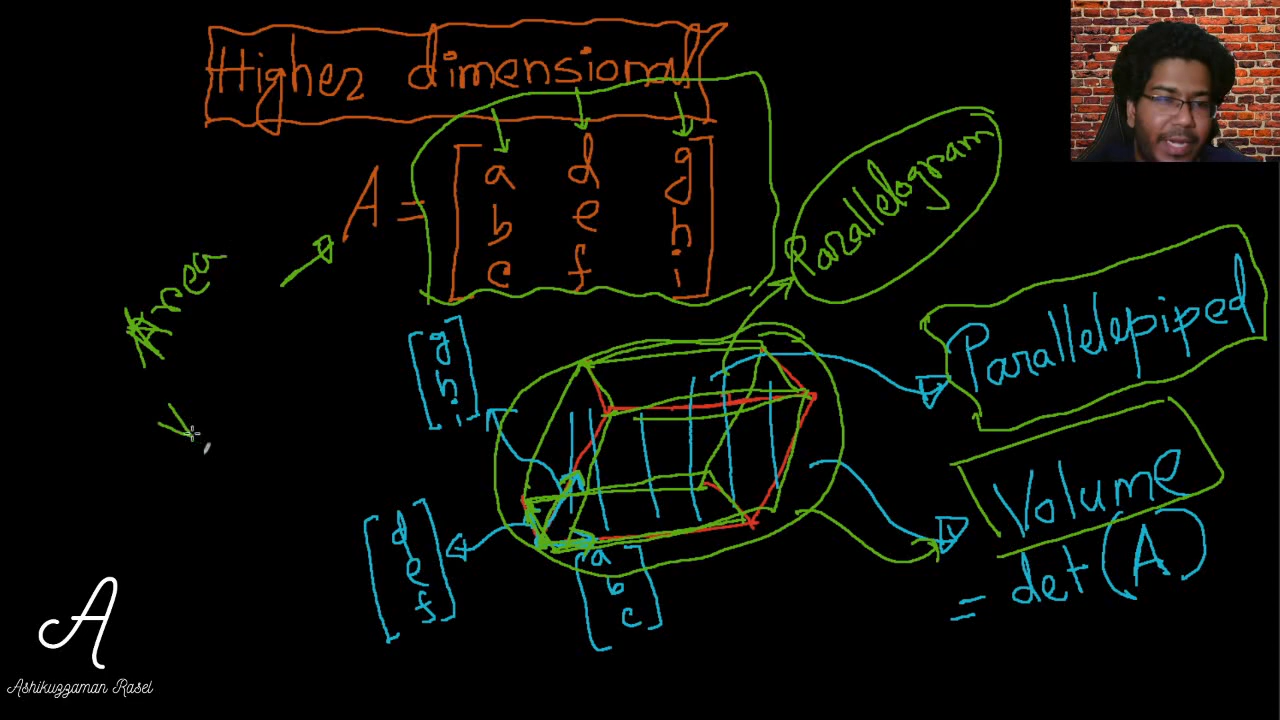 Higher dimensional
A = [a d g
b e h
c f i]
Parallelogram
Area
V
[g
h
i]
Parallelepiped
[d
e
f]
[a
b
c]
Volume
= det(A)
A
Ashikuzzaman Rasel